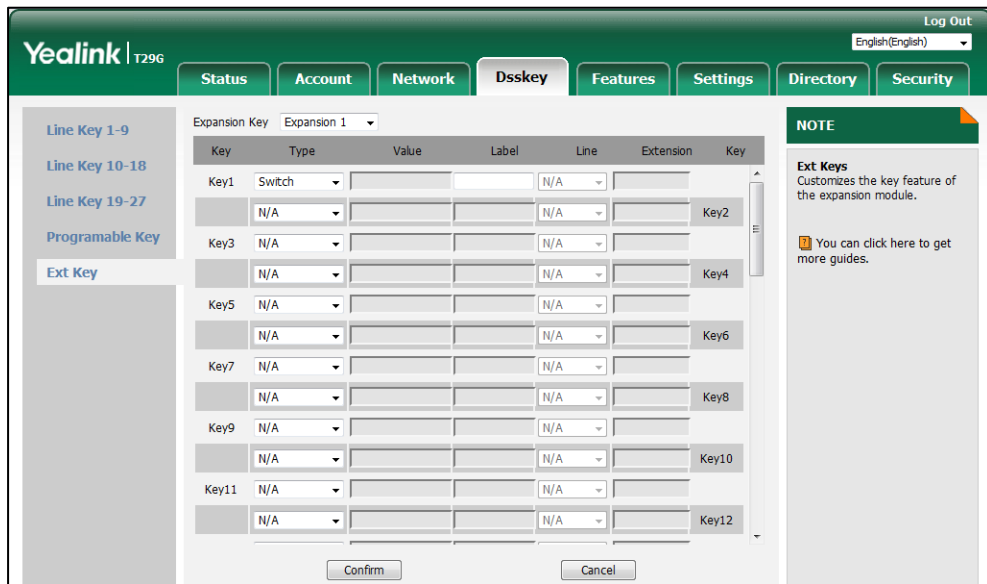 Log Out
Yealink T29G
English(English)
Status Account Network Dsskey Features Settings Directory Security
Line Key 1-9
Line Key 10-18
Line Key 19-27
Programable Key
Ext Key
Expansion Key Expansion 1
Key Type Value Label Line Extension Key
Key1 Switch N/A
N/A N/A Key2
Key3 N/A N/A
N/A N/A Key4
Key5 N/A N/A
N/A N/A Key6
Key7 N/A N/A
N/A N/A Key8
Key9 N/A N/A
N/A N/A Key10
Key11 N/A N/A
N/A N/A Key12
Confirm Cancel
NOTE
Ext Keys
Customizes the key feature of
the expansion module.
? You can click here to get
more guides.